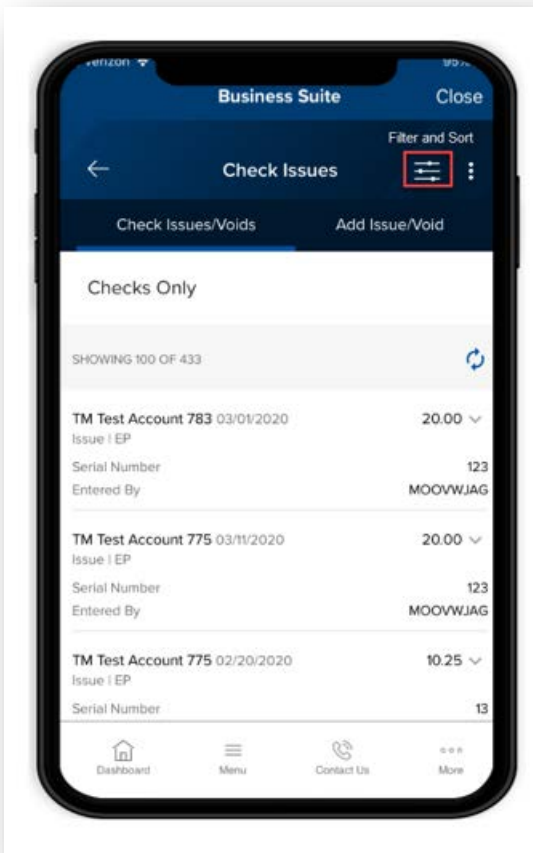 verizon 95%
Business Suite Close
Filter and Sort
Check Issues
Check Issues/Voids Add Issue/Void
Checks Only
SHOWING 100 OF 433
TM Test Account 783 03/01/2020 20.00
Issue | EP
Serial Number 123
Entered By MOOVWJAG
TM Test Account 775 03/11/2020 20.00
Issue | EP
Serial Number 123
Entered By MOOVWJAG
TM Test Account 775 02/20/2020 10.25
Issue | EP
Serial Number 13
Dashboard Menu Contact Us More